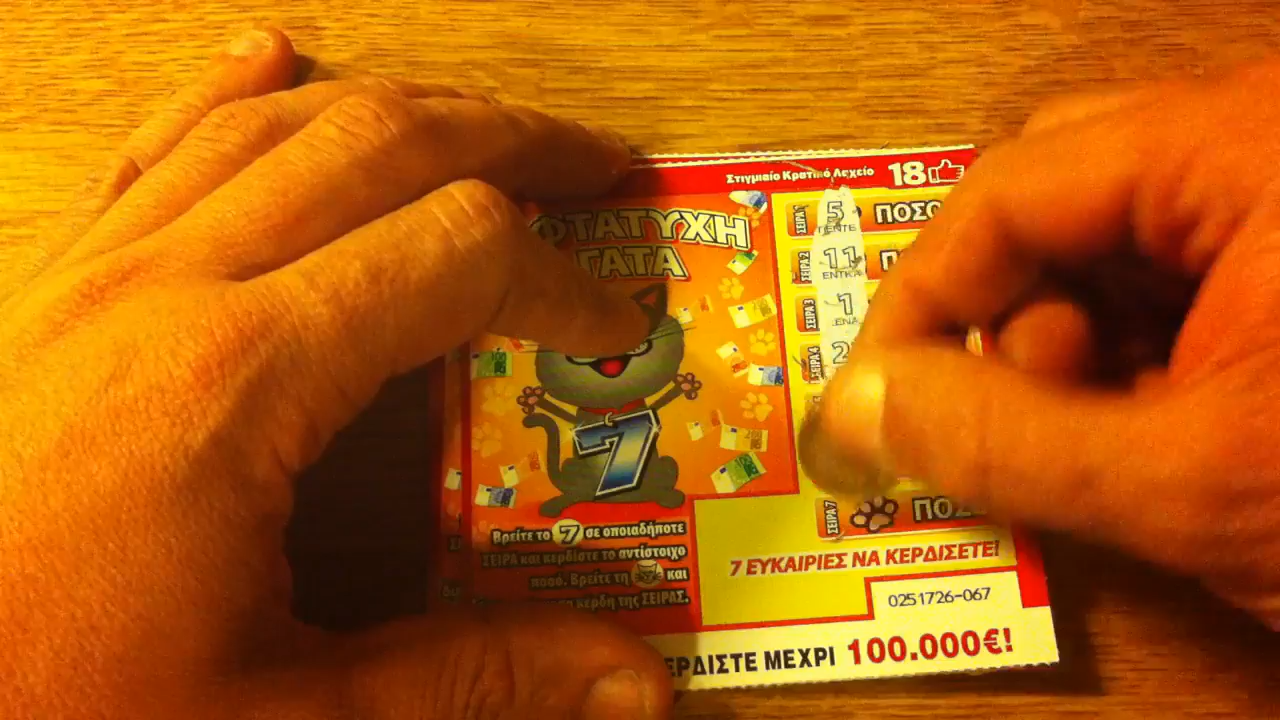 Στιγμιαίο Κρατικό Λαχείο 18
ΦΤΑΤΥΧΗ
ΓΑΤΑ
7
ΣΕΙΡΑ 1 5 ΠΕΝΤΕ ΠΟΣΟ
ΣΕΙΡΑ 2 11 ΕΝΤΚΑ
ΣΕΙΡΑ 3 1 ΕΝΑ
ΣΕΙΡΑ 4 2
ΣΕΙΡΑ 7 ΠΟΣ
Βρείτε το 7 σε οποιαδήποτε
ΣΕΙΡΑ και κερδίστε το αντίστοιχο
ποσό. Βρείτε τη και
κέρδη της ΣΕΙΡΑΣ.
7 ΕΥΚΑΙΡΙΕΣ ΝΑ ΚΕΡΔΙΣΕΤΕ!
0251726-067
ΕΡΔΙΣΤΕ ΜΕΧΡΙ 100.000€!